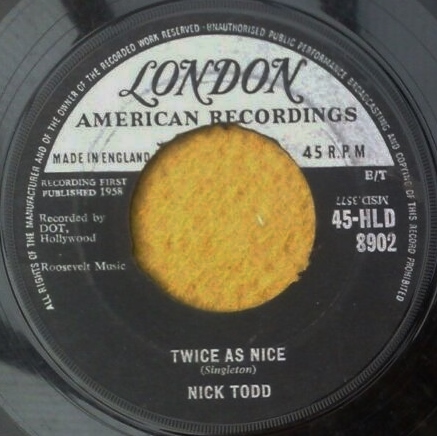 ALL RIGHTS OF THE MANUFACTURER AND OF THE OWNER OF THE RECORDED WORK RESERVED · UNAUTHORISED PUBLIC PERFORMANCE BROADCASTING AND COPYING OF THIS RECORD PROHIBITED
LONDON
AMERICAN RECORDINGS
MADE IN ENGLAND
45 R.P.M
RECORDING FIRST
PUBLISHED 1958
B/T
MSD.3577
Recorded by
DOT,
Hollywood
45-HLD
8902
Roosevelt Music
TWICE AS NICE
(Singleton)
NICK TODD